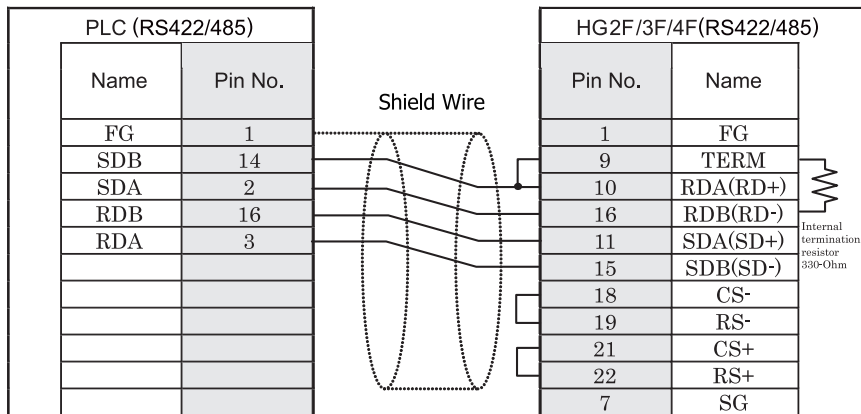 PLC (RS422/485)
Name Pin No.
FG 1
SDB 14
SDA 2
RDB 16
RDA 3
Shield Wire
HG2F/3F/4F(RS422/485)
Pin No. Name
1 FG
9 TERM
10 RDA(RD+)
16 RDB(RD-)
11 SDA(SD+)
15 SDB(SD-)
18 CS-
19 RS-
21 CS+
22 RS+
7 SG
Internal
termination
resistor
330-Ohm